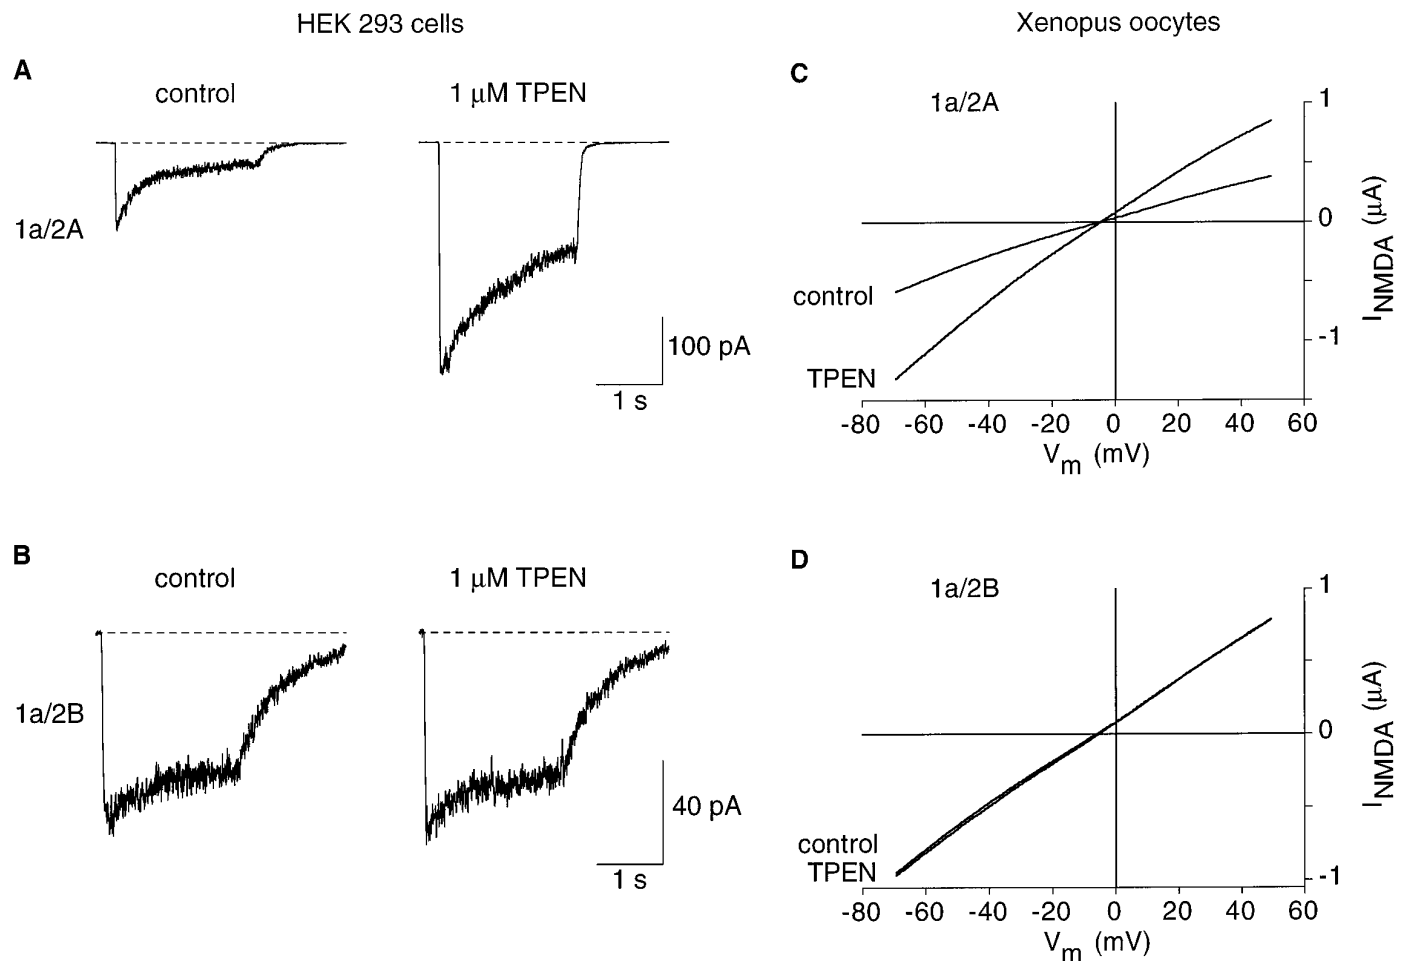 HEK 293 cells
Xenopus oocytes
A
control
1 μM TPEN
1a/2A
100 pA
1 s
C
1a/2A
1
0
-1
I_NMDA (μA)
control
TPEN
-80 -60 -40 -20 0 20 40 60
V_m (mV)
B
control
1 μM TPEN
1a/2B
40 pA
1 s
D
1a/2B
1
0
-1
I_NMDA (μA)
control
TPEN
-80 -60 -40 -20 0 20 40 60
V_m (mV)